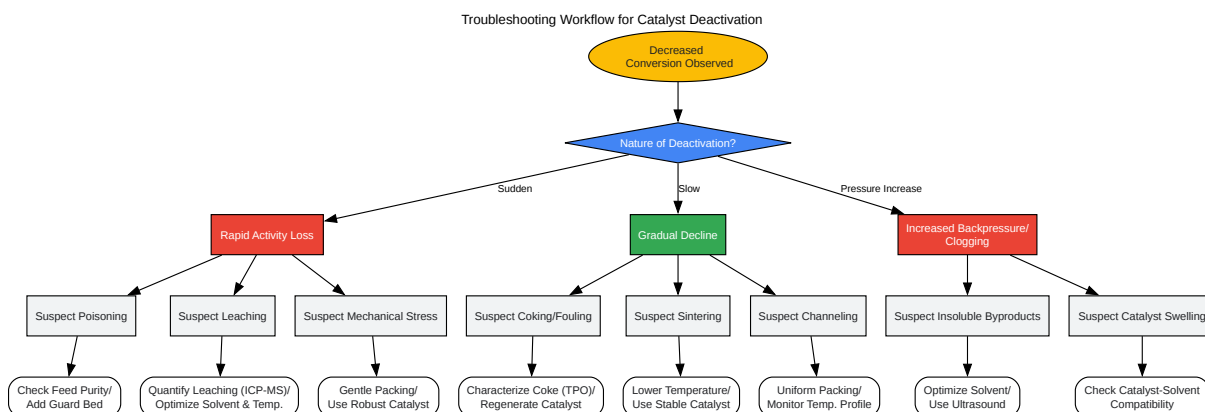 Troubleshooting Workflow for Catalyst Deactivation
Decreased
Conversion Observed
Nature of Deactivation?
Sudden
Slow
Pressure Increase
Rapid Activity Loss
Gradual Decline
Increased Backpressure/
Clogging
Suspect Poisoning
Suspect Leaching
Suspect Mechanical Stress
Suspect Coking/Fouling
Suspect Sintering
Suspect Channeling
Suspect Insoluble Byproducts
Suspect Catalyst Swelling
Check Feed Purity/
Add Guard Bed
Quantify Leaching (ICP-MS)/
Optimize Solvent & Temp.
Gentle Packing/
Use Robust Catalyst
Characterize Coke (TPO)/
Regenerate Catalyst
Lower Temperature/
Use Stable Catalyst
Uniform Packing/
Monitor Temp. Profile
Optimize Solvent/
Use Ultrasound
Check Catalyst-Solvent
Compatibility